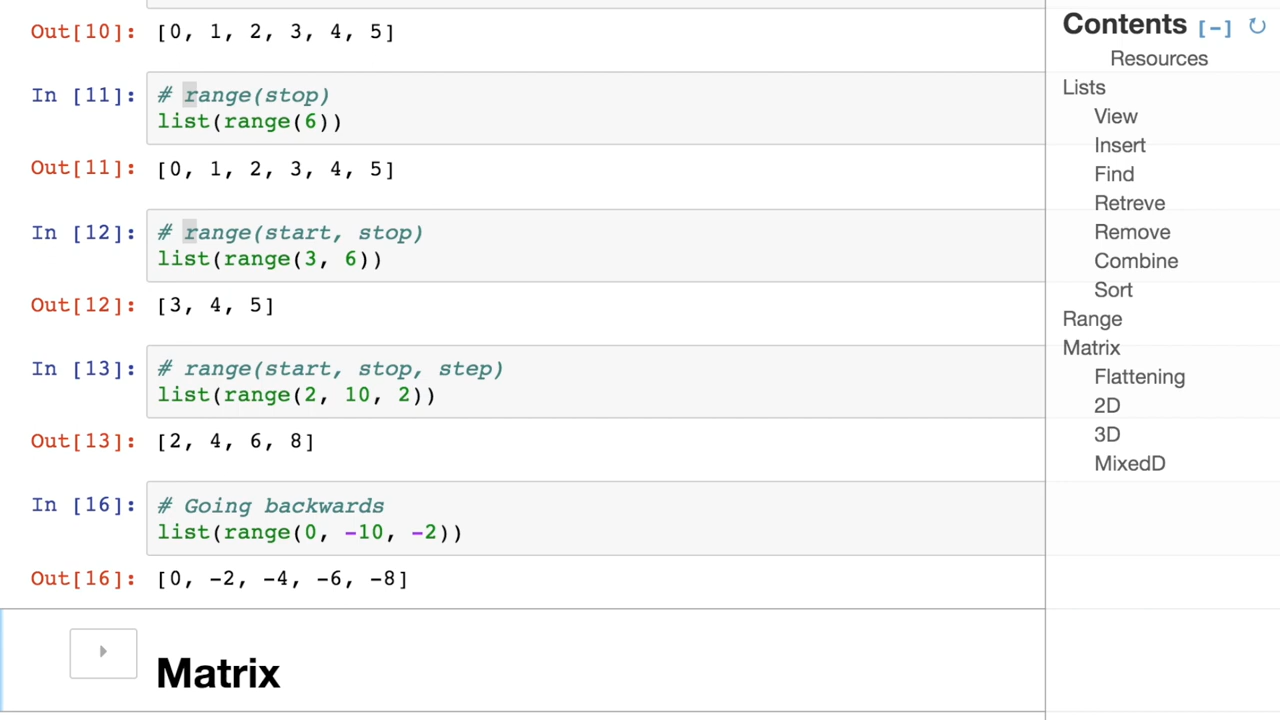 Out[10]: [0, 1, 2, 3, 4, 5]
In [11]: # range(stop)
list(range(6))
Out[11]: [0, 1, 2, 3, 4, 5]
In [12]: # range(start, stop)
list(range(3, 6))
Out[12]: [3, 4, 5]
In [13]: # range(start, stop, step)
list(range(2, 10, 2))
Out[13]: [2, 4, 6, 8]
In [16]: # Going backwards
list(range(0, -10, -2))
Out[16]: [0, -2, -4, -6, -8]
Matrix
Contents [-]
Resources
Lists
View
Insert
Find
Retreve
Remove
Combine
Sort
Range
Matrix
Flattening
2D
3D
MixedD